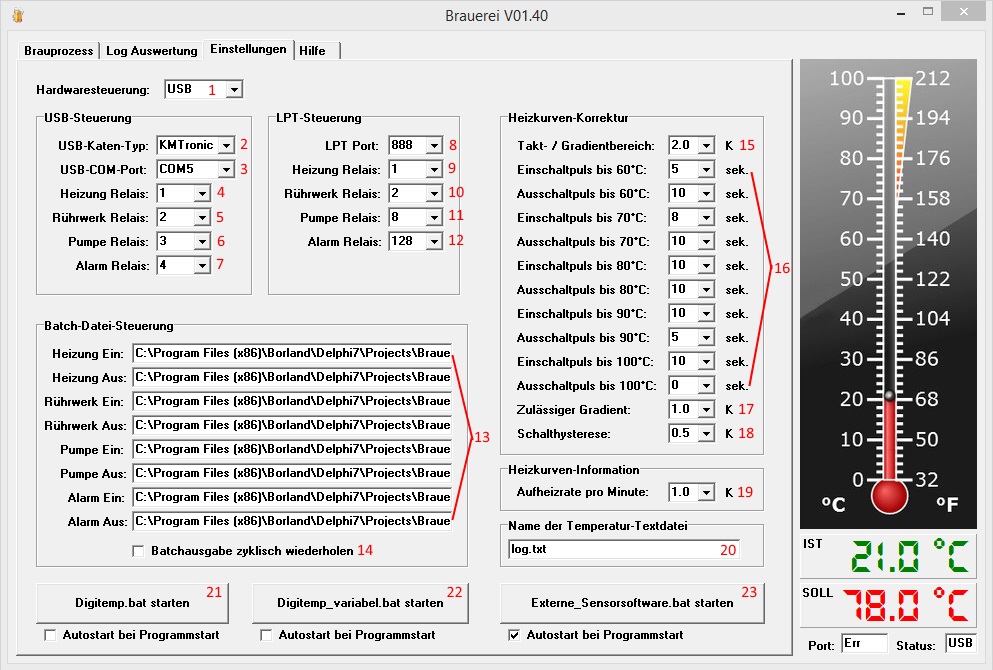 Brauerei V01.40
Brauprozess Log Auswertung Einstellungen Hilfe
Hardwaresteuerung: USB 1
USB-Steuerung
USB-Katen-Typ: KMTronic 2
USB-COM-Port: COM5 3
Heizung Relais: 1 4
Rührwerk Relais: 2 5
Pumpe Relais: 3 6
Alarm Relais: 4 7
LPT-Steuerung
LPT Port: 888 8
Heizung Relais: 1 9
Rührwerk Relais: 2 10
Pumpe Relais: 8 11
Alarm Relais: 128 12
Batch-Datei-Steuerung
Heizung Ein: C:\Program Files (x86)\Borland\Delphi7\Projects\Braue
Heizung Aus: C:\Program Files (x86)\Borland\Delphi7\Projects\Braue
Rührwerk Ein: C:\Program Files (x86)\Borland\Delphi7\Projects\Braue
Rührwerk Aus: C:\Program Files (x86)\Borland\Delphi7\Projects\Braue
Pumpe Ein: C:\Program Files (x86)\Borland\Delphi7\Projects\Braue
Pumpe Aus: C:\Program Files (x86)\Borland\Delphi7\Projects\Braue
Alarm Ein: C:\Program Files (x86)\Borland\Delphi7\Projects\Braue
Alarm Aus: C:\Program Files (x86)\Borland\Delphi7\Projects\Braue
13
Batchausgabe zyklisch wiederholen 14
Heizkurven-Korrektur
Takt- / Gradientbereich: 2.0 K 15
Einschaltpuls bis 60°C: 5 sek.
Ausschaltpuls bis 60°C: 10 sek.
Einschaltpuls bis 70°C: 8 sek.
Ausschaltpuls bis 70°C: 10 sek.
Einschaltpuls bis 80°C: 10 sek.
Ausschaltpuls bis 80°C: 10 sek.
Einschaltpuls bis 90°C: 10 sek.
Ausschaltpuls bis 90°C: 5 sek.
Einschaltpuls bis 100°C: 10 sek.
Ausschaltpuls bis 100°C: 0 sek.
16
Zulässiger Gradient: 1.0 K 17
Schalthysterese: 0.5 K 18
Heizkurven-Information
Aufheizrate pro Minute: 1.0 K 19
Name der Temperatur-Textdatei
log.txt 20
Digitemp.bat starten 21
Autostart bei Programmstart
Digitemp_variabel.bat starten 22
Autostart bei Programmstart
Externe_Sensorsoftware.bat starten 23
Autostart bei Programmstart
100 212
90 194
80 176
70 158
60 140
50 122
40 104
30 86
20 68
10 50
0 32
°C °F
IST 21.0 °C
SOLL 78.0 °C
Port: Err Status: USB